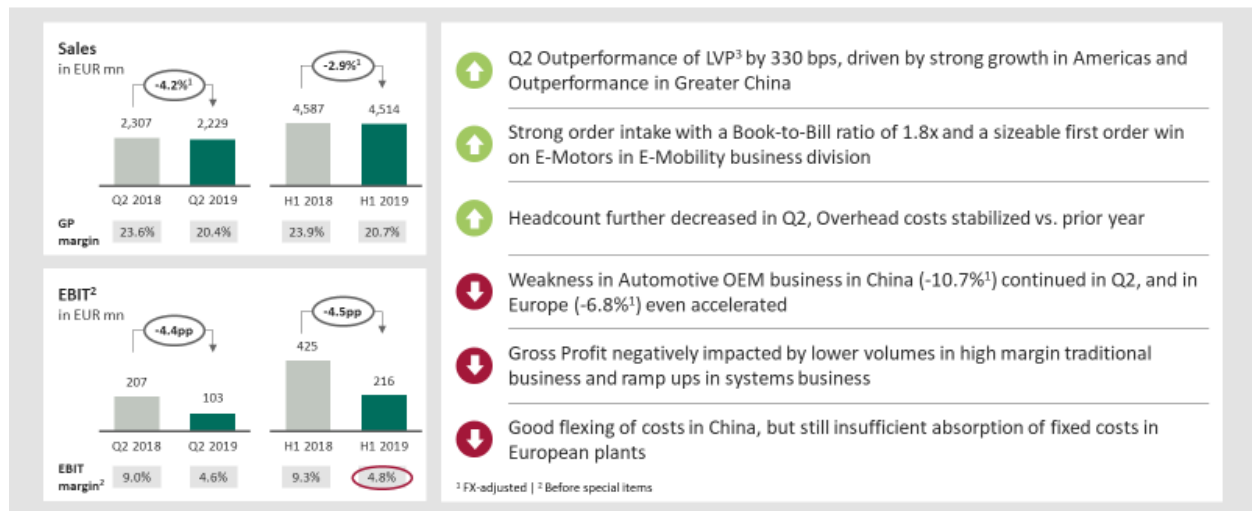 Sales
in EUR mn
-4.2%¹
-2.9%¹
2,307
2,229
4,587
4,514
Q2 2018
Q2 2019
H1 2018
H1 2019
GP
margin
23.6%
20.4%
23.9%
20.7%
EBIT²
in EUR mn
-4.4pp
-4.5pp
207
103
425
216
Q2 2018
Q2 2019
H1 2018
H1 2019
EBIT
margin²
9.0%
4.6%
9.3%
4.8%
Q2 Outperformance of LVP³ by 330 bps, driven by strong growth in Americas and
Outperformance in Greater China
Strong order intake with a Book-to-Bill ratio of 1.8x and a sizeable first order win
on E-Motors in E-Mobility business division
Headcount further decreased in Q2, Overhead costs stabilized vs. prior year
Weakness in Automotive OEM business in China (-10.7%¹) continued in Q2, and in
Europe (-6.8%¹) even accelerated
Gross Profit negatively impacted by lower volumes in high margin traditional
business and ramp ups in systems business
Good flexing of costs in China, but still insufficient absorption of fixed costs in
European plants
¹ FX-adjusted | ² Before special items